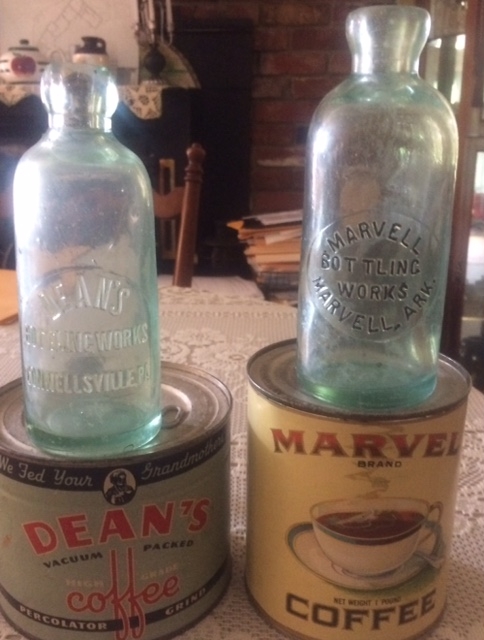 DEAN'S
BOTTLING WORKS
CONNELLSVILLE, PA
MARVELL
BOTTLING
WORKS
MARVELL, ARK.
We Fed Your Grandmothers
DEAN'S
VACUUM PACKED
HIGH GRADE
coffee
PERCOLATOR GRIND
MARVEL
BRAND
NET WEIGHT 1 POUND
COFFEE